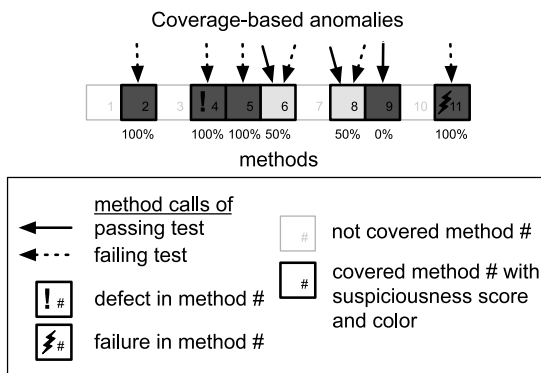 Coverage-based anomalies
1 2 3 ! 4 5 6 7 8 9 10 11
100% 100% 100% 50% 50% 0% 100%
methods
method calls of
passing test
failing test
! # defect in method #
# failure in method #
# not covered method #
# covered method # with
suspiciousness score
and color